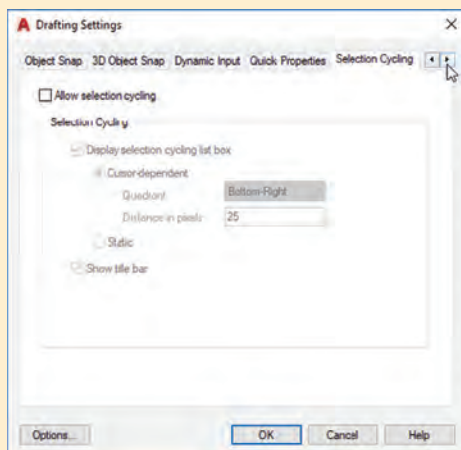 A Drafting Settings
Object Snap 3D Object Snap Dynamic Input Quick Properties Selection Cycling
Allow selection cycling
Selection Cycling
Display selection cycling list box
Cursor-dependent
Quadrant Bottom-Right
Distance in pixels 25
Static
Show title bar
Options... OK Cancel Help